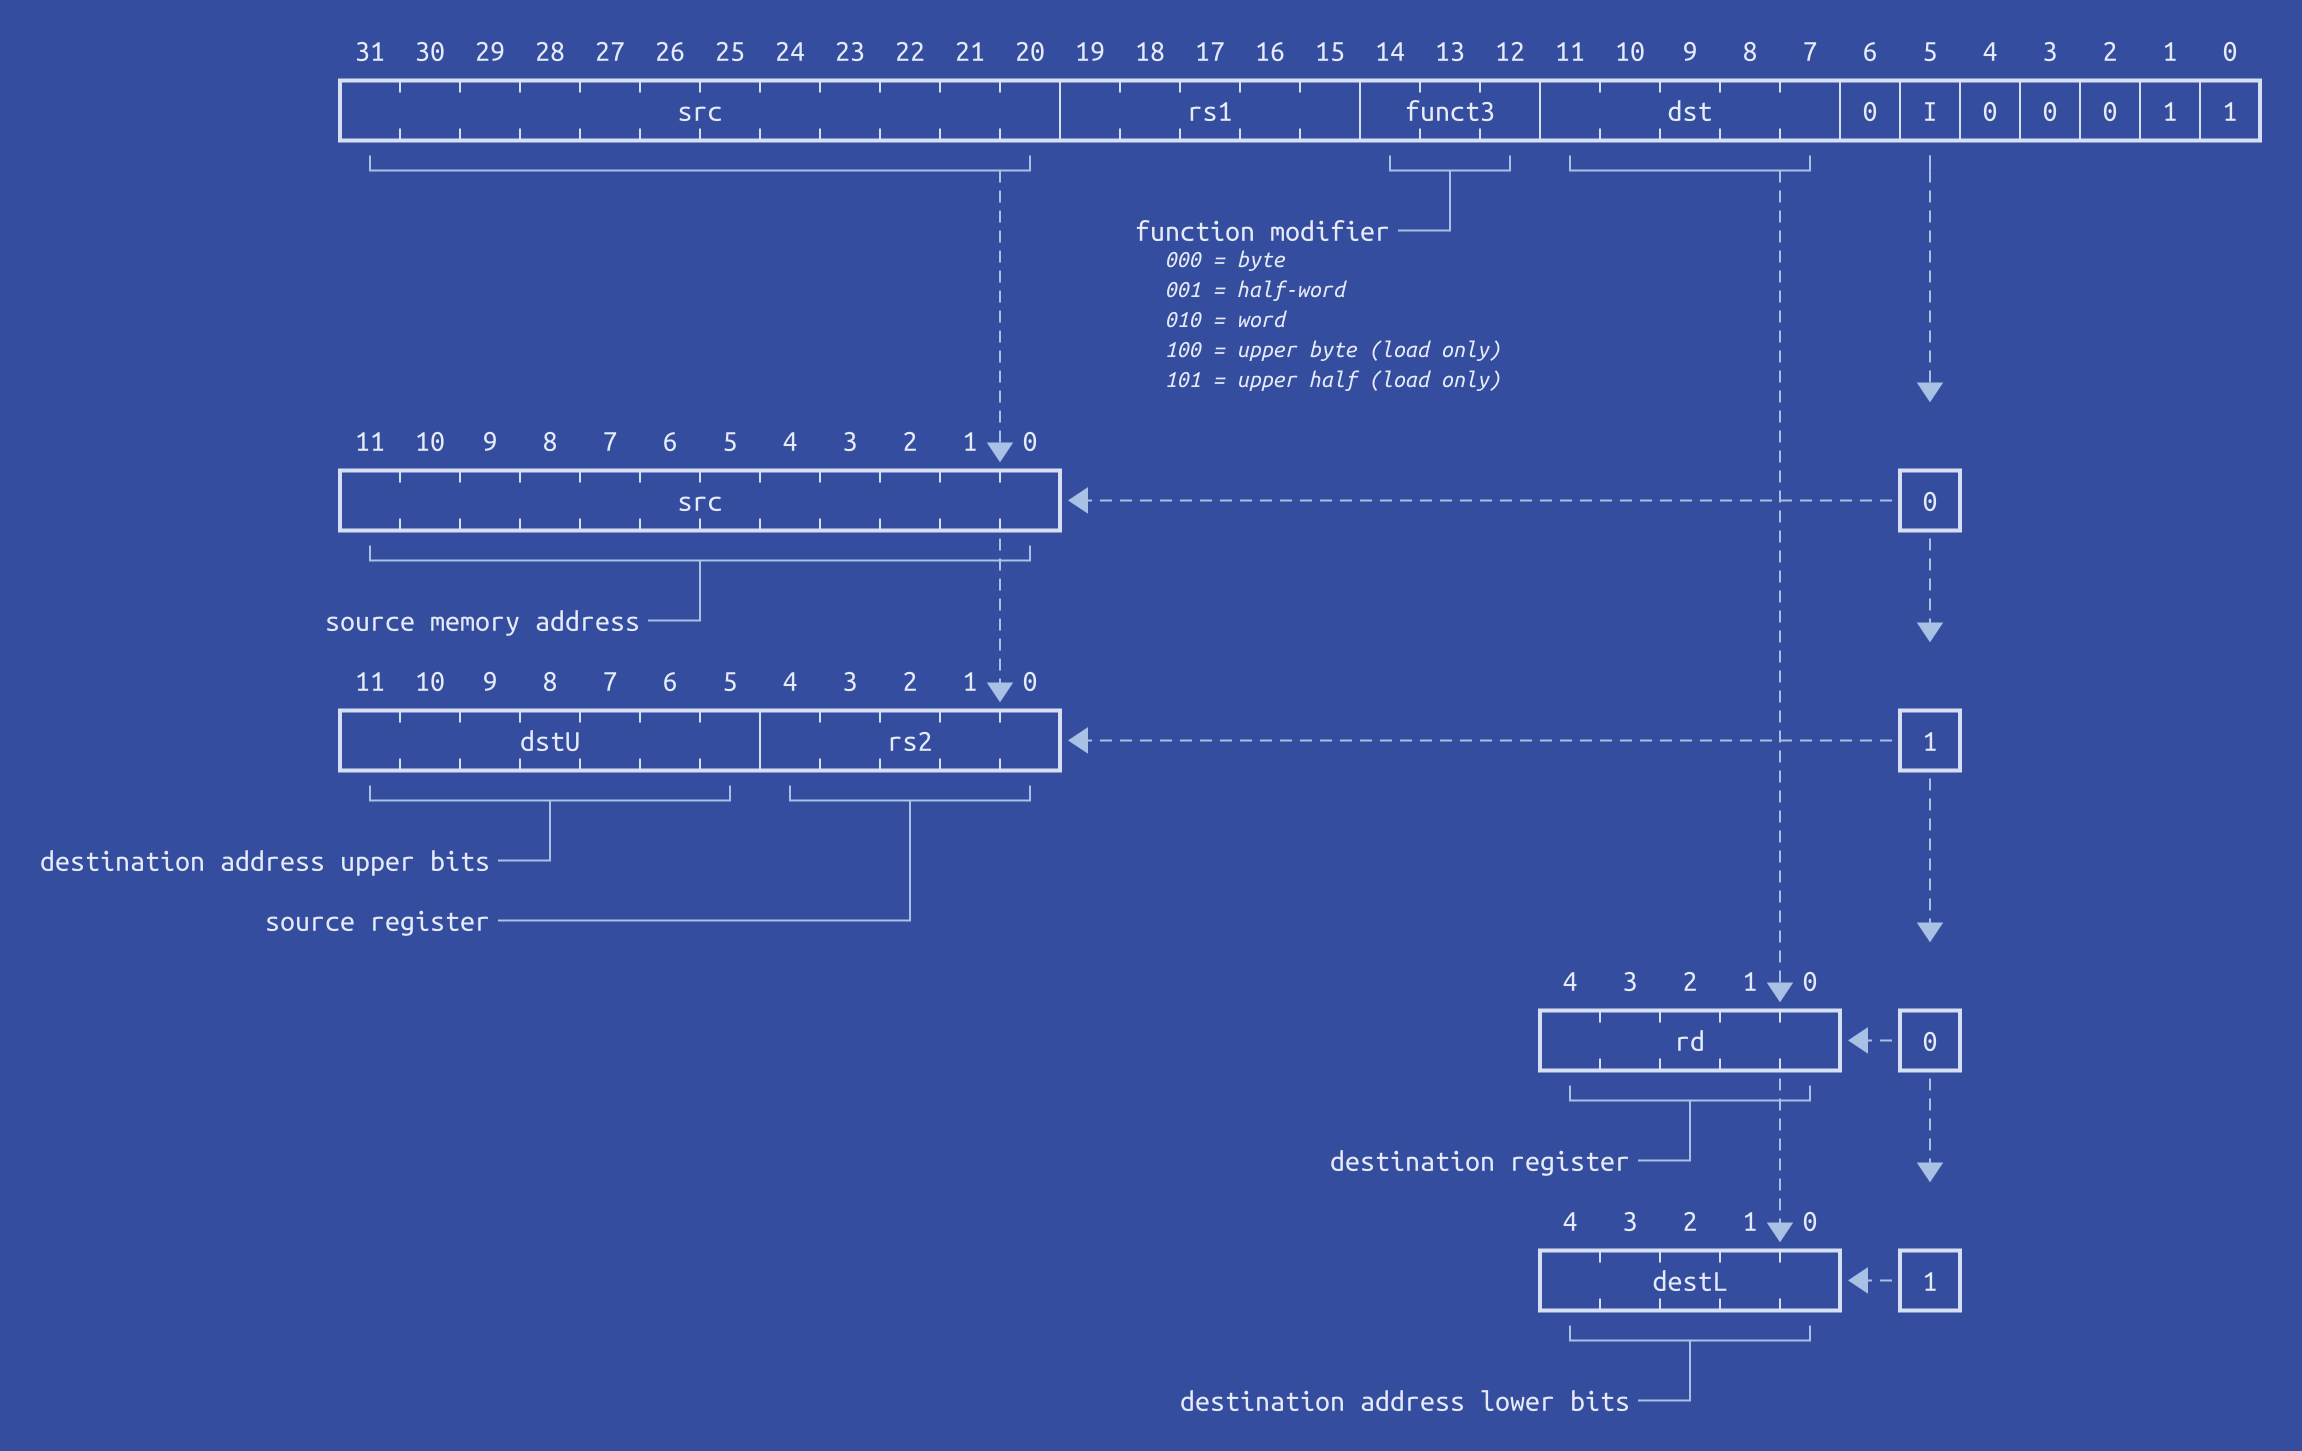 31 30 29 28 27 26 25 24 23 22 21 20 19 18 17 16 15 14 13 12 11 10 9 8 7 6 5 4 3 2 1 0
src rs1 funct3 dst 0 I 0 0 0 1 1
function modifier
000 = byte
001 = half-word
010 = word
100 = upper byte (load only)
101 = upper half (load only)
11 10 9 8 7 6 5 4 3 2 1 0
src 0
source memory address
11 10 9 8 7 6 5 4 3 2 1 0
dstU rs2 1
destination address upper bits
source register
4 3 2 1 0
rd 0
destination register
4 3 2 1 0
destL 1
destination address lower bits